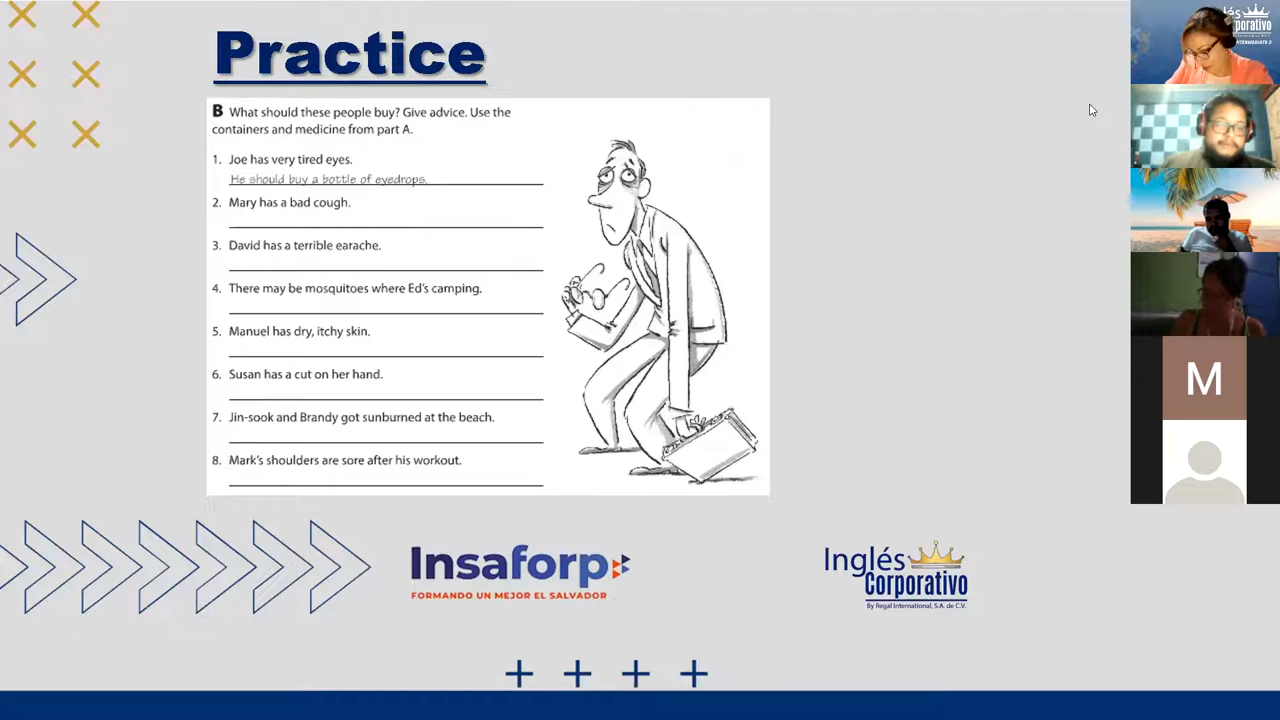 Practice
B What should these people buy? Give advice. Use the
containers and medicine from part A.
1. Joe has very tired eyes.
He should buy a bottle of eyedrops.
2. Mary has a bad cough.
3. David has a terrible earache.
4. There may be mosquitoes where Ed's camping.
5. Manuel has dry, itchy skin.
6. Susan has a cut on her hand.
7. Jin-sook and Brandy got sunburned at the beach.
8. Mark's shoulders are sore after his workout.
Insaforp
FORMANDO UN MEJOR EL SALVADOR
Inglés
Corporativo
By Regal International, S.A. de C.V.
INTERMEDIATE 3
M